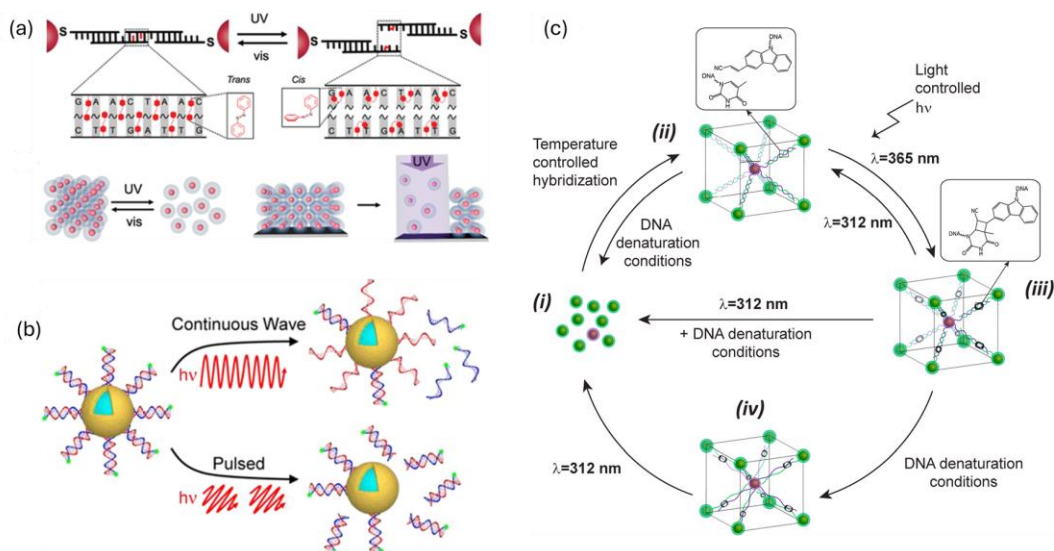 (a)
UV
vis
S
S
Trans
Cis
G A A C T A A C
C T T G A T T G
G A A C T A A C
C T T G A T T G
UV
vis
UV
(b)
Continuous Wave
hν
Pulsed
hν
(c)
DNA
NC
N
DNA
N
O
N
H
O
Light
controlled
hν
(ii)
Temperature
controlled
hybridization
λ=365 nm
λ=312 nm
DNA
denaturation
conditions
DNA
N
NC
DNA
N
O
N
H
O
(i)
λ=312 nm
+ DNA denaturation
conditions
(iii)
(iv)
λ=312 nm
DNA denaturation
conditions